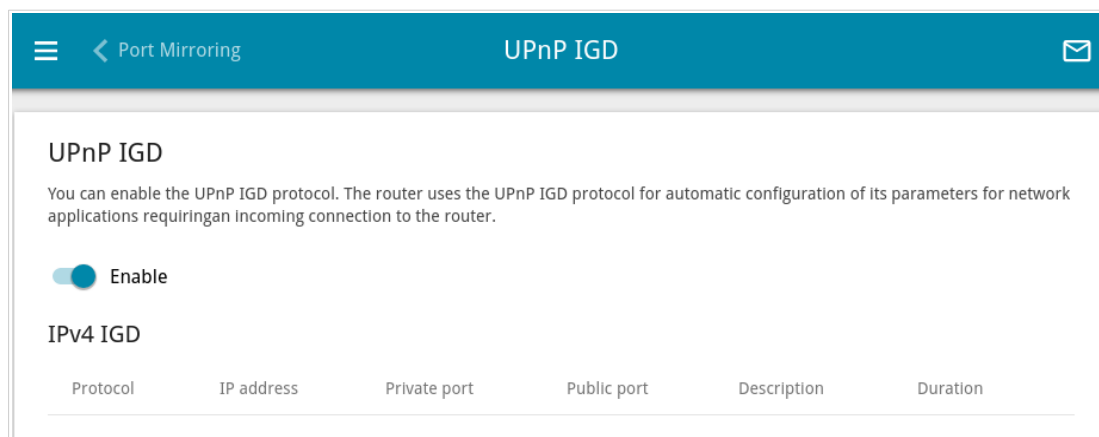 Port Mirroring UPnP IGD
UPnP IGD
You can enable the UPnP IGD protocol. The router uses the UPnP IGD protocol for automatic configuration of its parameters for network
applications requiringan incoming connection to the router.
Enable
IPv4 IGD
Protocol IP address Private port Public port Description Duration